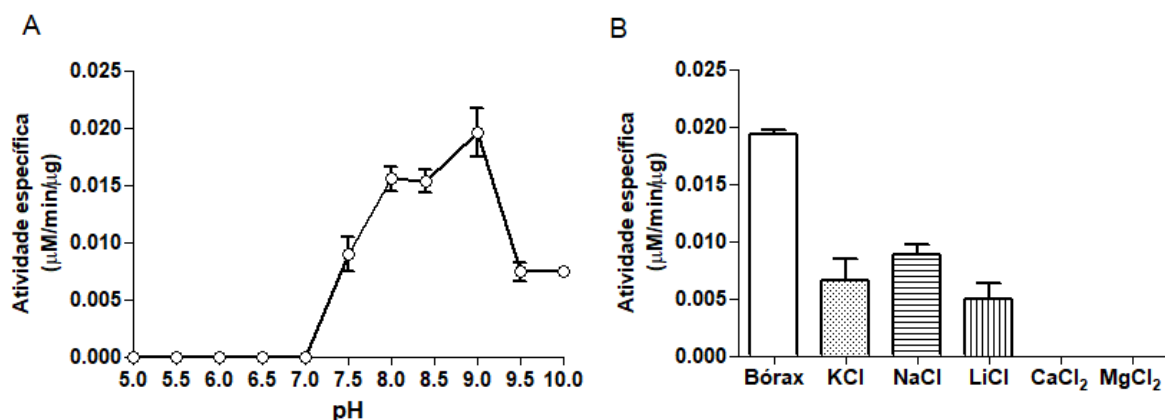 A
Atividade específica
(μM/min/μg)
0.025
0.020
0.015
0.010
0.005
0.000
5.0 5.5 6.0 6.5 7.0 7.5 8.0 8.5 9.0 9.5 10.0
pH
B
Atividade específica
(μM/min/μg)
0.025
0.020
0.015
0.010
0.005
0.000
Bórax KCl NaCl LiCl CaCl₂ MgCl₂